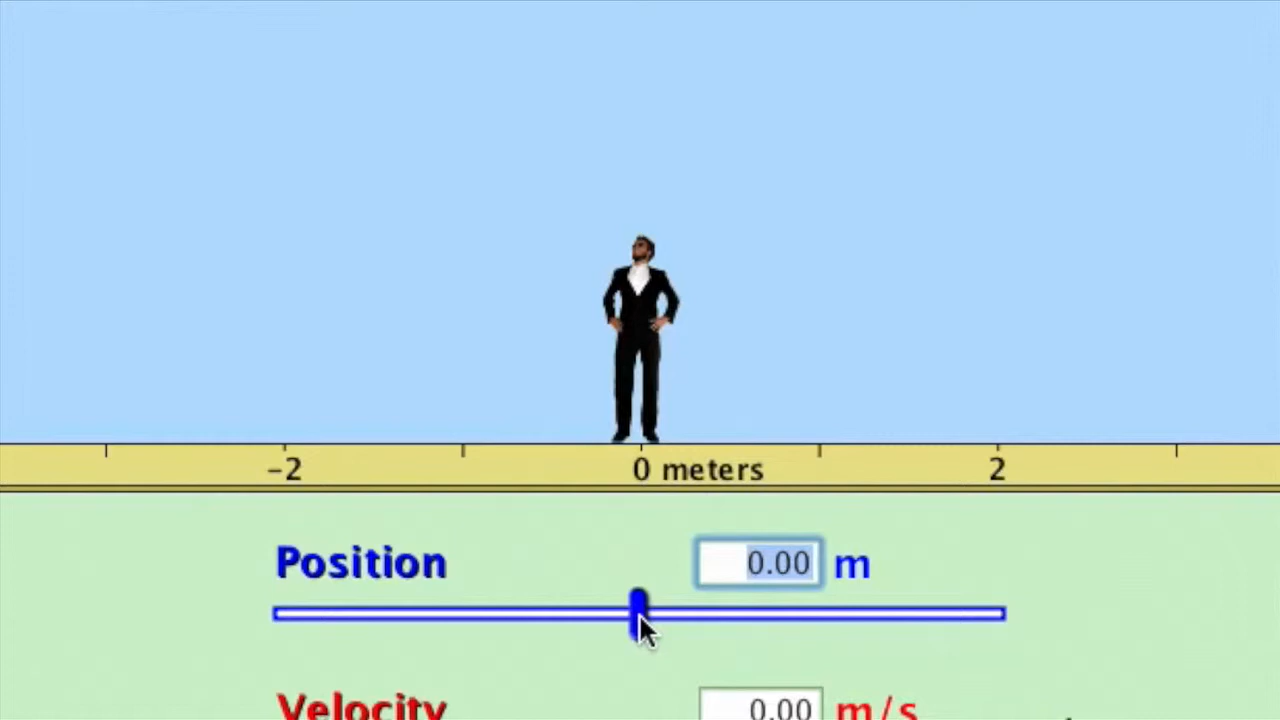 −2 0 meters 2
Position 0.00 m
Velocity 0.00 m/s